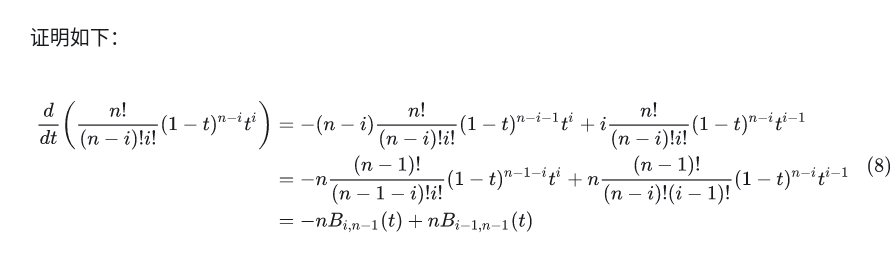 证明如下：
\frac{d}{dt}\left(\frac{n!}{(n-i)!i!}(1-t)^{n-i}t^{i}\right) = -(n-i)\frac{n!}{(n-i)!i!}(1-t)^{n-i-1}t^{i} + i\frac{n!}{(n-i)!i!}(1-t)^{n-i}t^{i-1}
= -n\frac{(n-1)!}{(n-1-i)!i!}(1-t)^{n-1-i}t^{i} + n\frac{(n-1)!}{(n-i)!(i-1)!}(1-t)^{n-i}t^{i-1} (8)
= -nB_{i,n-1}(t) + nB_{i-1,n-1}(t)